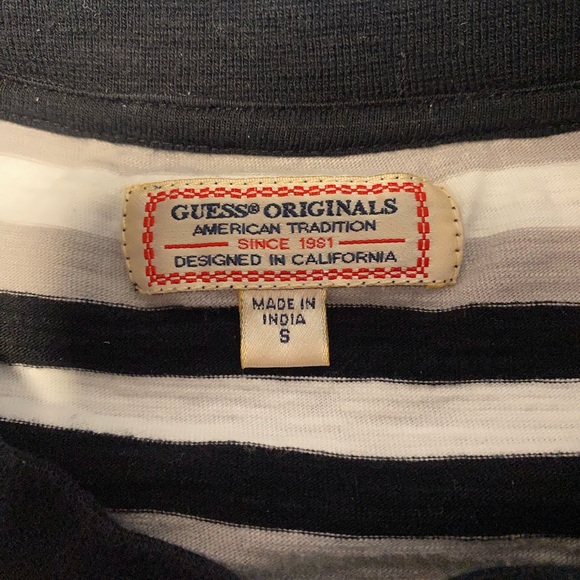 GUESS® ORIGINALS
AMERICAN TRADITION
SINCE 1981
DESIGNED IN CALIFORNIA
MADE IN
INDIA
S